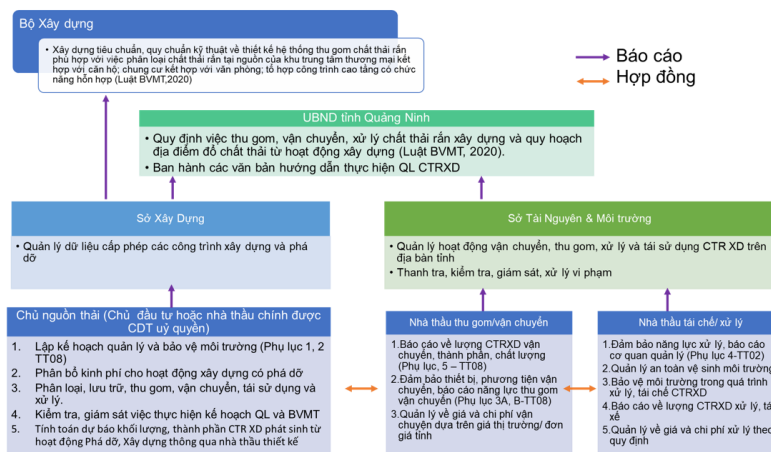 Bộ Xây dựng
• Xây dựng tiêu chuẩn, quy chuẩn kỹ thuật về thiết kế hệ thống thu gom chất thải rắn
phù hợp với việc phân loại chất thải rắn tại nguồn của khu trung tâm thương mại kết
hợp với căn hộ; chung cư kết hợp với văn phòng; tổ hợp công trình cao tầng có chức
năng hỗn hợp (Luật BVMT,2020)
Báo cáo
Hợp đồng
UBND tỉnh Quảng Ninh
• Quy định việc thu gom, vận chuyển, xử lý chất thải rắn xây dựng và quy hoạch
địa điểm đổ chất thải từ hoạt động xây dựng (Luật BVMT, 2020).
• Ban hành các văn bản hướng dẫn thực hiện QL CTRXD
Sở Xây Dựng
• Quản lý dữ liệu cấp phép các công trình xây dựng và phá
dỡ
Sở Tài Nguyên & Môi trường
• Quản lý hoạt động vận chuyển, thu gom, xử lý và tái sử dụng CTR XD trên
địa bàn tỉnh
• Thanh tra, kiểm tra, giám sát, xử lý vi phạm
Chủ nguồn thải (Chủ đầu tư hoặc nhà thầu chính được
CDT uỷ quyền)
1. Lập kế hoạch quản lý và bảo vệ môi trường (Phụ lục 1, 2
TT08)
2. Phân bổ kinh phí cho hoạt động xây dựng có phá dỡ
3. Phân loại, lưu trữ, thu gom, vận chuyển, tái sử dụng và
xử lý.
4. Kiểm tra, giám sát việc thực hiện kế hoạch QL và BVMT
5. Tính toán dự báo khối lượng, thành phần CTR XD phát sinh từ
hoạt động Phá dỡ, Xây dựng thông qua nhà thầu thiết kế
Nhà thầu thu gom/vận chuyển
1.Báo cáo về lượng CTRXD vận
chuyển, thành phần, chất lượng
(Phụ lục, 5 – TT08)
2.Đảm bảo thiết bị, phương tiện vận
chuyển, báo cáo năng lực thu gom
vận chuyển (Phụ lục 3A, B-TT08)
3.Quản lý về giá và chi phí vận
chuyển dựa trên giá thị trường/ đơn
giá tỉnh
Nhà thầu tái chế/ xử lý
1.Đảm bảo năng lực xử lý, báo cáo
cơ quan quản lý (Phụ lục 4-TT02)
2.Quản lý an toàn vệ sinh môi trường
3.Bảo vệ môi trường trong quá trình
xử lý, tái chế CTRXD
4.Báo cáo về lượng CTRXD xử lý, tá
xế
5.Quản lý về giá và chi phí xử lý theo
quy định